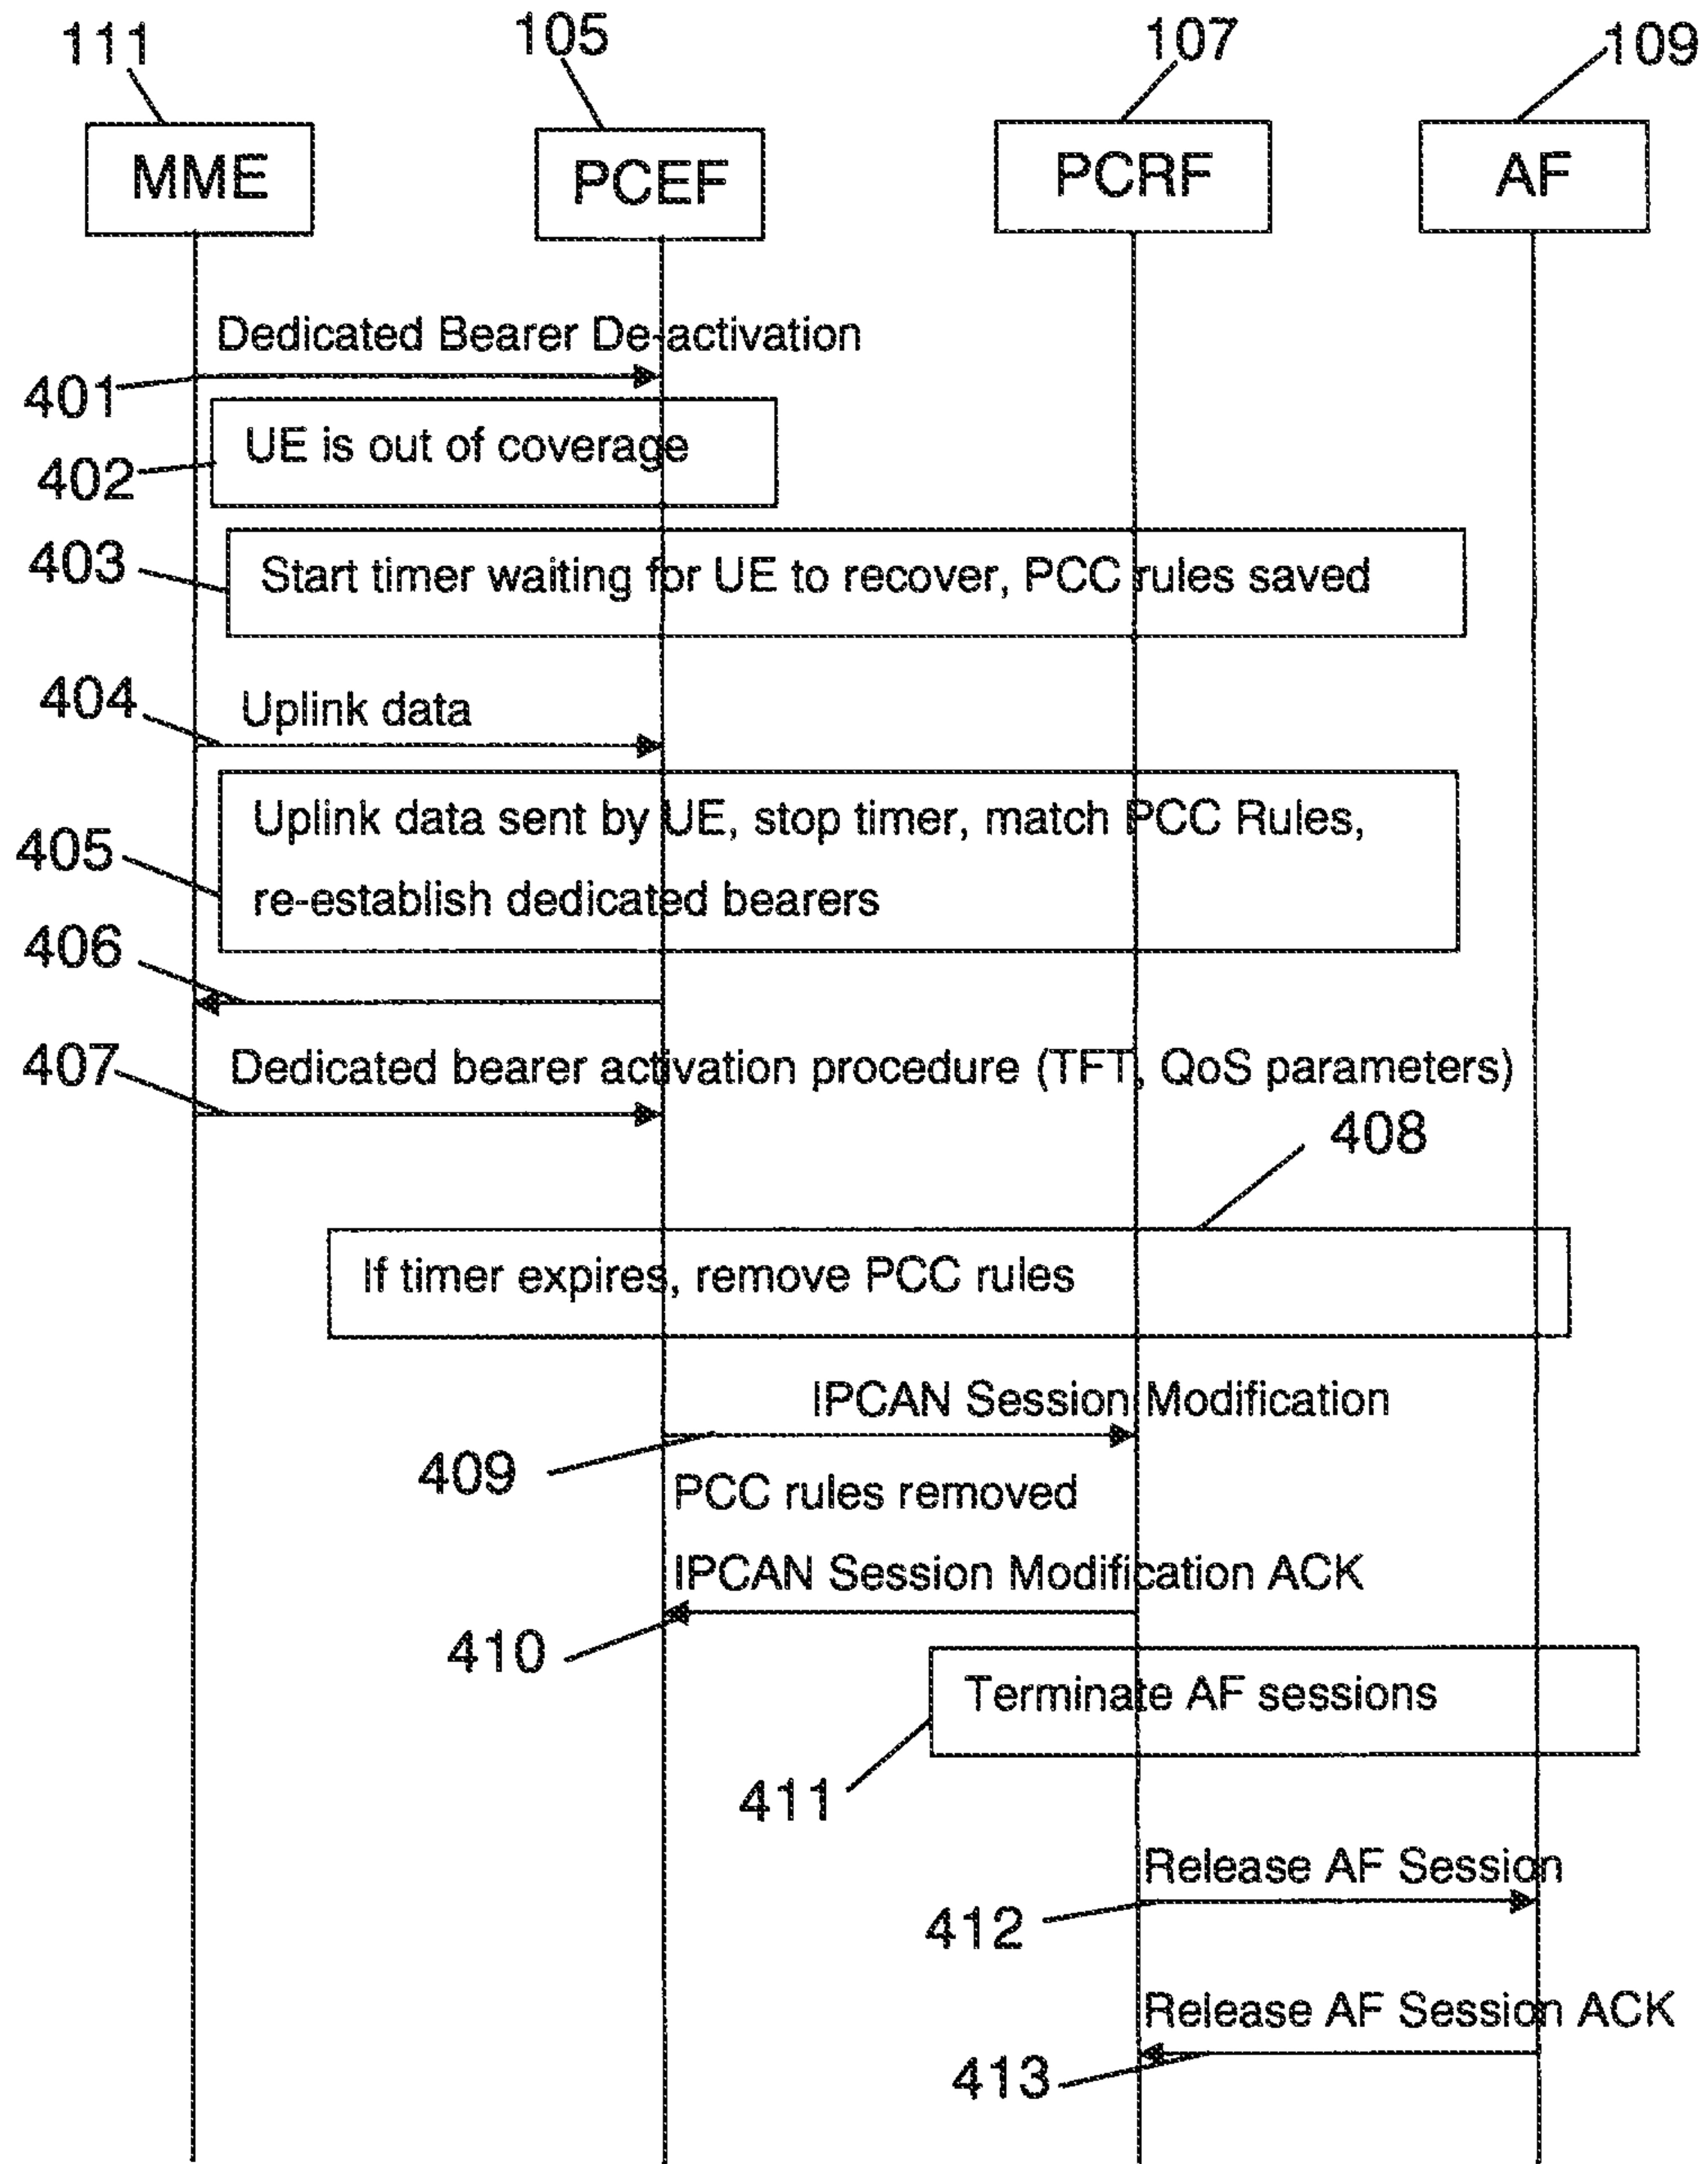 111
105
107
109
MME
PCEF
PCRF
AF
Dedicated Bearer De-activation
401
UE is out of coverage
402
403
Start timer waiting for UE to recover, PCC rules saved
404
Uplink data
Uplink data sent by UE, stop timer, match PCC Rules,
405
re-establish dedicated bearers
406
407
Dedicated bearer activation procedure (TFT, QoS parameters)
408
If timer expires, remove PCC rules
IPCAN Session Modification
409
PCC rules removed
IPCAN Session Modification ACK
410
Terminate AF sessions
411
Release AF Session
412
Release AF Session ACK
413